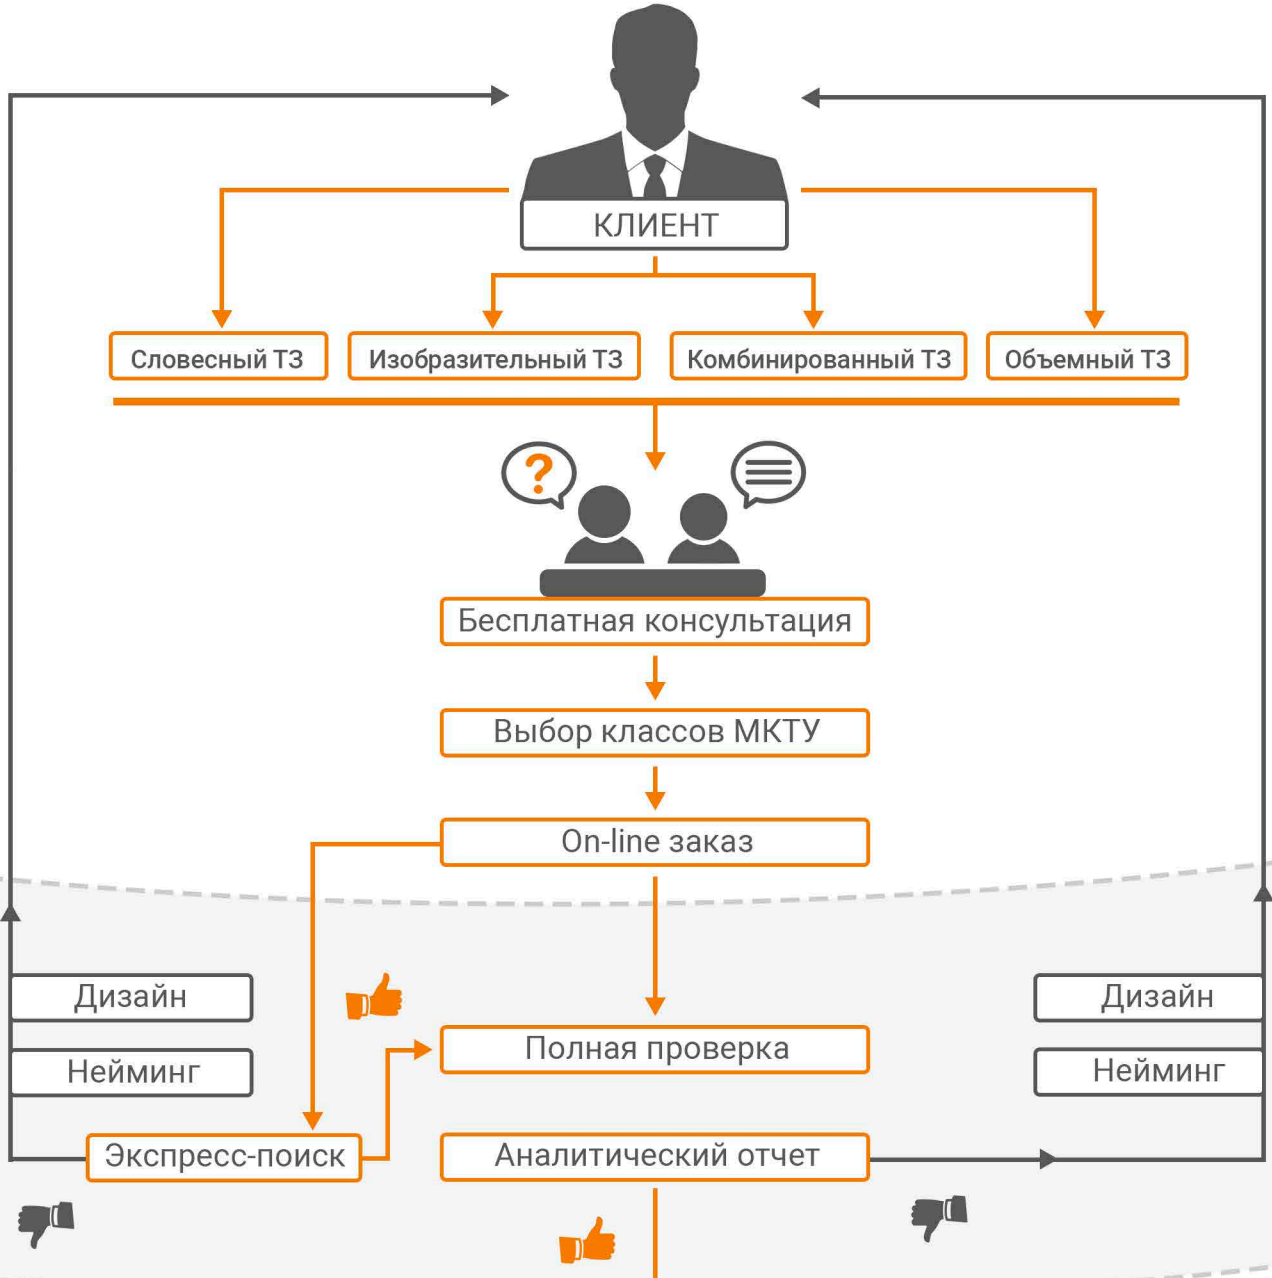 КЛИЕНТ
Словесный ТЗ
Изобразительный ТЗ
Комбинированный ТЗ
Объемный ТЗ
?
Бесплатная консультация
Выбор классов МКТУ
On-line заказ
Дизайн
Дизайн
Полная проверка
Нейминг
Нейминг
Экспресс-поиск
Аналитический отчет